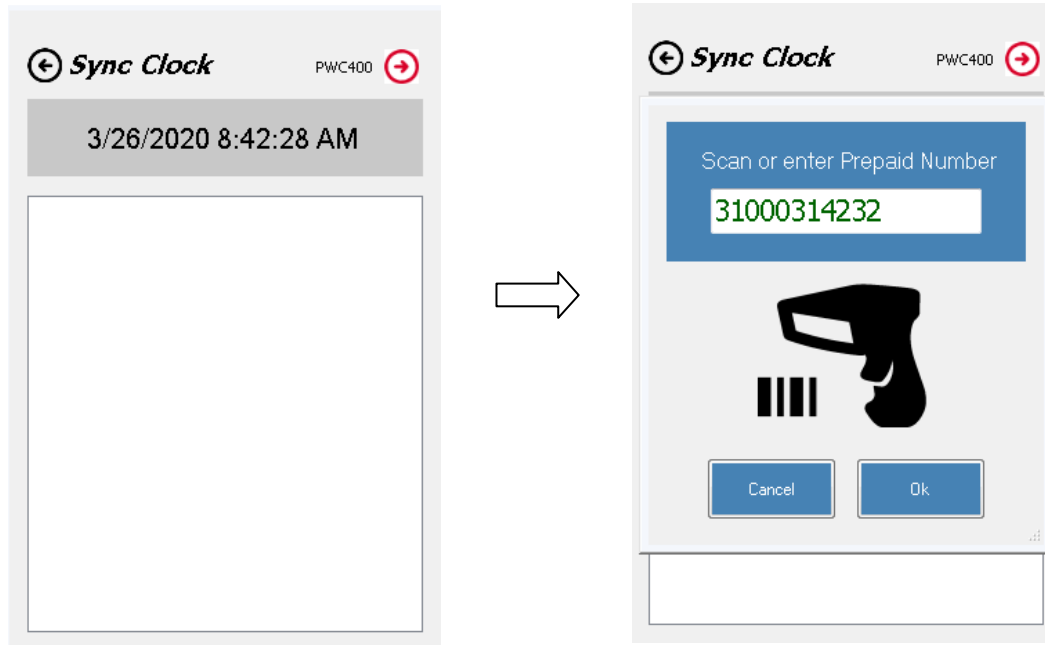 Sync Clock PWC400
3/26/2020 8:42:28 AM
Sync Clock PWC400
Scan or enter Prepaid Number
31000314232
Cancel Ok